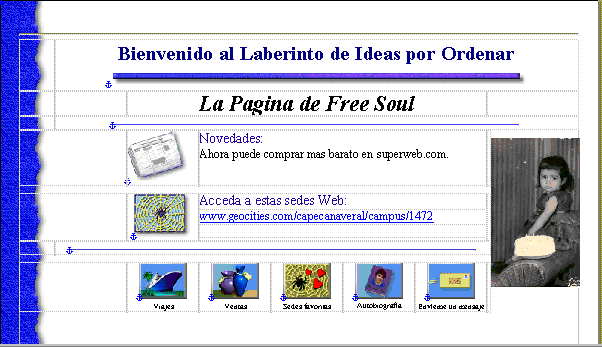 Bienvenido al Laberinto de Ideas por Ordenar
La Pagina de Free Soul
Novedades:
Ahora puede comprar mas barato en superweb.com.
Acceda a estas sedes Web:
www.geocities.com/capecanaveral/campus/1472
Viajes
Ventas
Sedes favoritas
Autobiografia
Envieme un mensaje